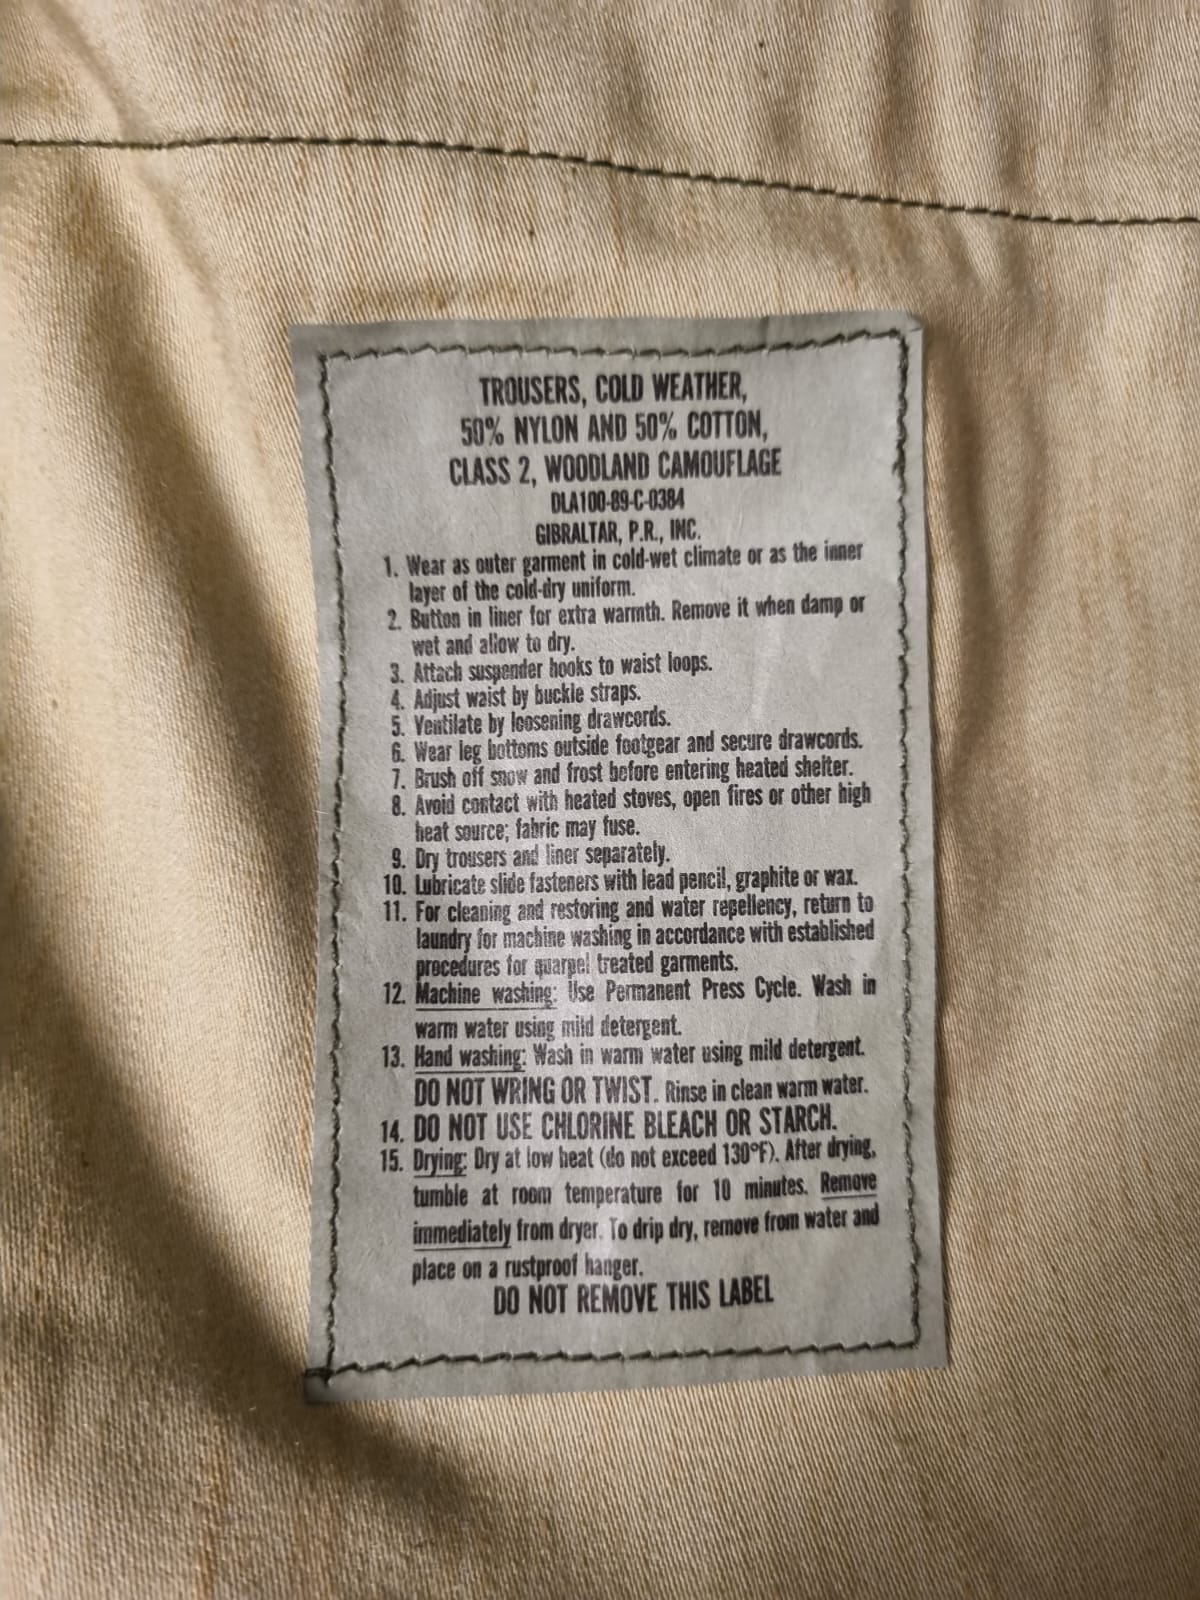 TROUSERS, COLD WEATHER,
50% NYLON AND 50% COTTON,
CLASS 2, WOODLAND CAMOUFLAGE
DLA100-89-C-0384
GIBRALTAR, P.R., INC.
1. Wear as outer garment in cold-wet climate or as the inner
layer of the cold-dry uniform.
2. Button in liner for extra warmth. Remove it when damp or
wet and allow to dry.
3. Attach suspender hooks to waist loops.
4. Adjust waist by buckle straps.
5. Ventilate by loosening drawcords.
6. Wear leg bottoms outside footgear and secure drawcords.
7. Brush off snow and frost before entering heated shelter.
8. Avoid contact with heated stoves, open fires or other high
heat source; fabric may fuse.
9. Dry trousers and liner separately.
10. Lubricate slide fasteners with lead pencil, graphite or wax.
11. For cleaning and restoring and water repellency, return to
laundry for machine washing in accordance with established
procedures for quarpel treated garments.
12. Machine washing: Use Permanent Press Cycle. Wash in
warm water using mild detergent.
13. Hand washing: Wash in warm water using mild detergent.
DO NOT WRING OR TWIST. Rinse in clean warm water.
14. DO NOT USE CHLORINE BLEACH OR STARCH.
15. Drying: Dry at low heat (do not exceed 130°F). After drying,
tumble at room temperature for 10 minutes. Remove
immediately from dryer. To drip dry, remove from water and
place on a rustproof hanger.
DO NOT REMOVE THIS LABEL